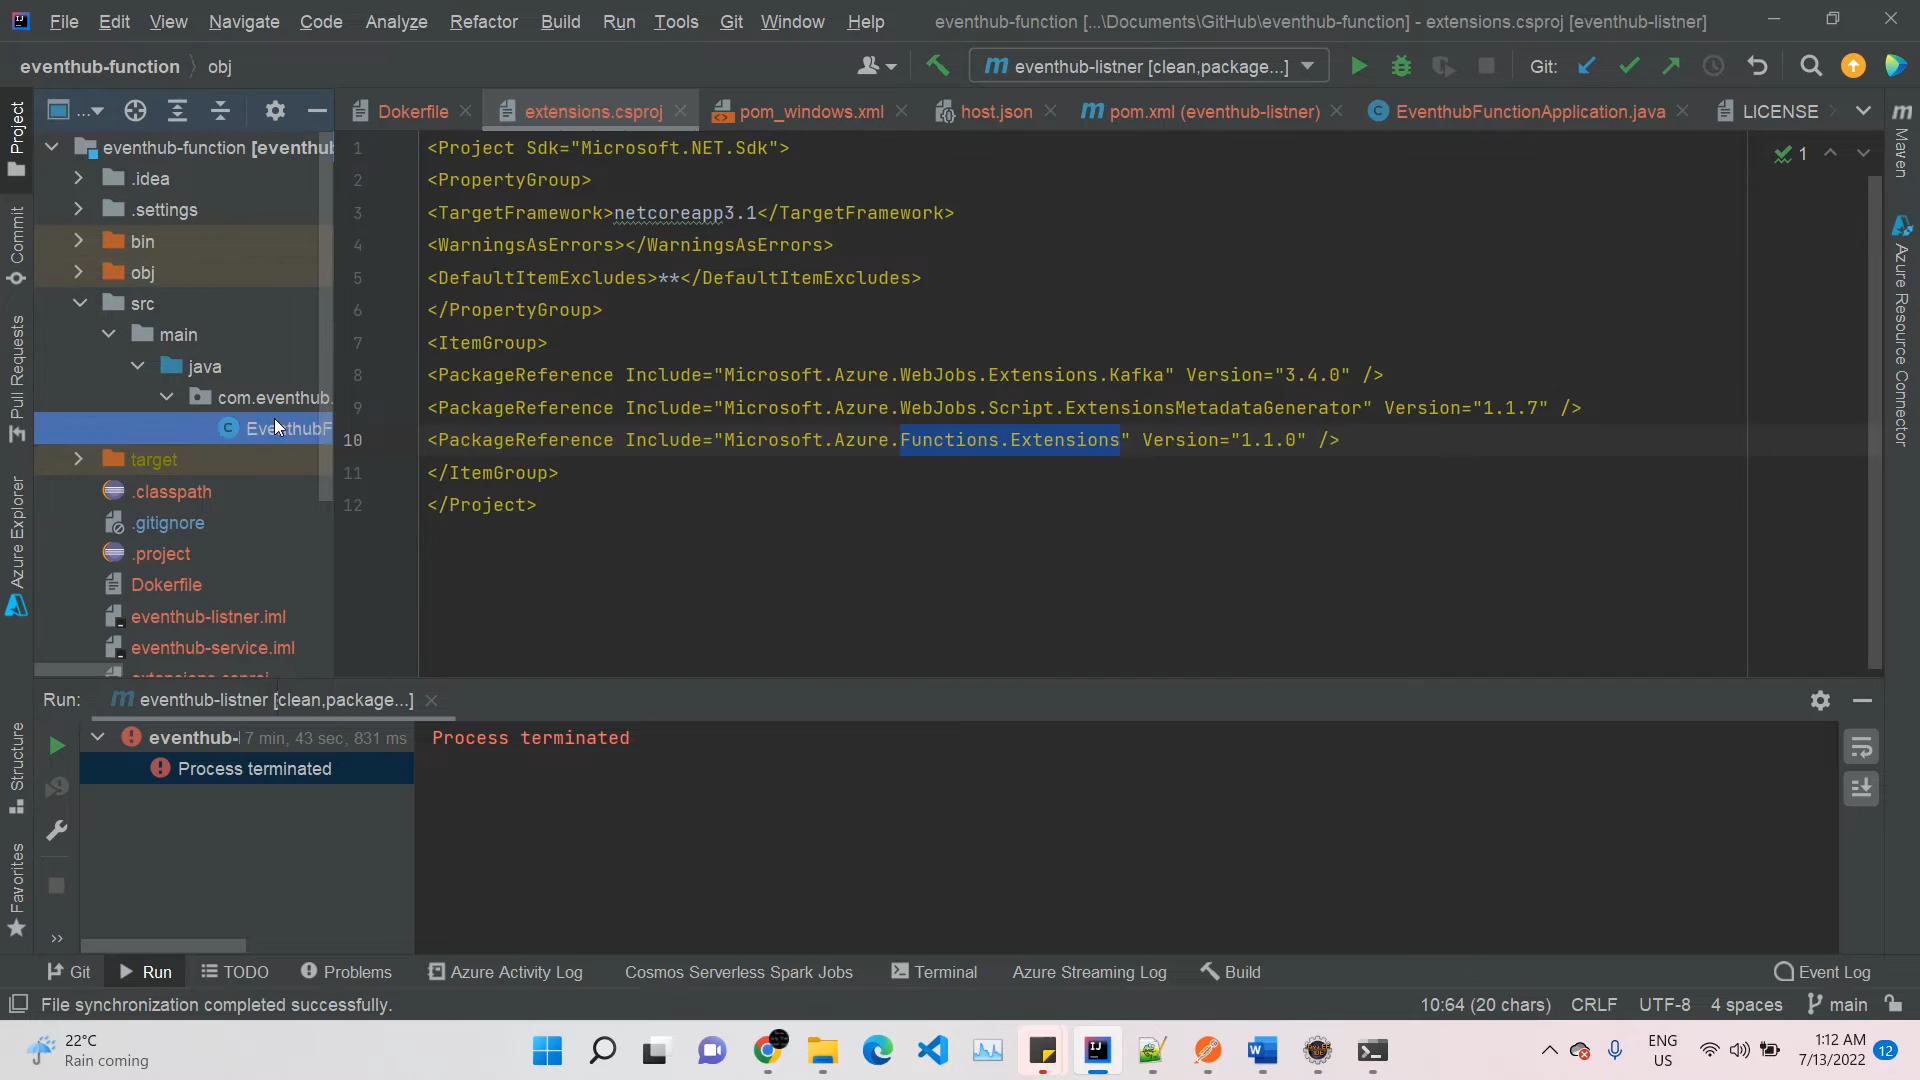 File Edit View Navigate Code Analyze Refactor Build Run Tools Git Window Help eventhub-function [...\Documents\GitHub\eventhub-function] - extensions.csproj [eventhub-listner]
eventhub-function obj
eventhub-listner [clean,package...]
Git:
Project
Commit
Pull Requests
Azure Explorer
Structure
Favorites
...
Dokerfile
extensions.csproj
pom_windows.xml
host.json
pom.xml (eventhub-listner)
EventhubFunctionApplication.java
LICENSE
Maven
Azure Resource Connector
eventhub-function [eventhub
.idea
.settings
bin
obj
src
main
java
com.eventhub.
EventhubF
target
.classpath
.gitignore
.project
Dokerfile
eventhub-listner.iml
eventhub-service.iml
extensions.csproj
1 <Project Sdk="Microsoft.NET.Sdk">
2 <PropertyGroup>
3 <TargetFramework>netcoreapp3.1</TargetFramework>
4 <WarningsAsErrors></WarningsAsErrors>
5 <DefaultItemExcludes>**</DefaultItemExcludes>
6 </PropertyGroup>
7 <ItemGroup>
8 <PackageReference Include="Microsoft.Azure.WebJobs.Extensions.Kafka" Version="3.4.0" />
9 <PackageReference Include="Microsoft.Azure.WebJobs.Script.ExtensionsMetadataGenerator" Version="1.1.7" />
10 <PackageReference Include="Microsoft.Azure.Functions.Extensions" Version="1.1.0" />
11 </ItemGroup>
12 </Project>
1
Run: eventhub-listner [clean,package...]
eventhub-l 7 min, 43 sec, 831 ms
Process terminated
Process terminated
Git Run TODO Problems Azure Activity Log Cosmos Serverless Spark Jobs Terminal Azure Streaming Log Build Event Log
File synchronization completed successfully. 10:64 (20 chars) CRLF UTF-8 4 spaces main
22°C
Rain coming
ENG
US
1:12 AM
7/13/2022
12